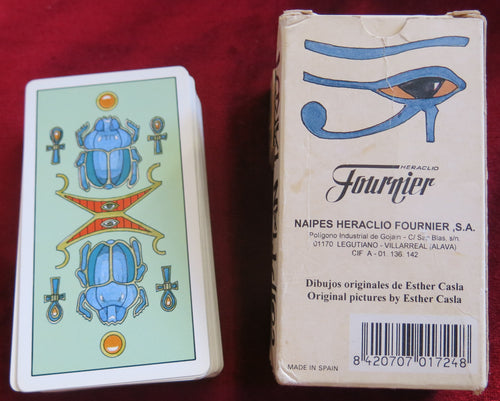 HERACLIO
Fournier
NAIPES HERACLIO FOURNIER ,S.A.
Polígono Industrial de Gojain - C/ San Blas, s/n.
01170 LEGUTIANO - VILLARREAL (ALAVA)
CIF A - 01. 136. 142
Dibujos originales de Esther Casla
Original pictures by Esther Casla
MADE IN SPAIN
8 420707 017248